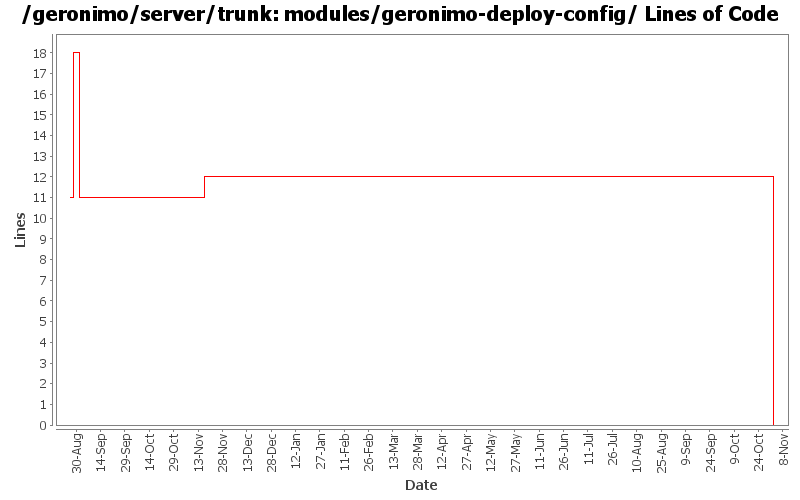 /geronimo/server/trunk: modules/geronimo-deploy-config/ Lines of Code
18
17
16
15
14
13
12
11
10
9
8
7
6
5
4
3
2
1
0
Lines
30-Aug
14-Sep
29-Sep
14-Oct
29-Oct
13-Nov
28-Nov
13-Dec
28-Dec
12-Jan
27-Jan
11-Feb
26-Feb
13-Mar
28-Mar
12-Apr
27-Apr
12-May
27-May
11-Jun
26-Jun
11-Jul
26-Jul
10-Aug
25-Aug
9-Sep
24-Sep
9-Oct
24-Oct
8-Nov
Date